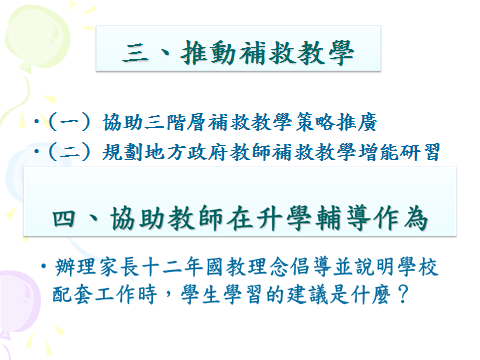 三、推動補救教學
•（一）協助三階層補救教學策略推廣
•（二）規劃地方政府教師補救教學增能研習
四、協助教師在升學輔導作為
•辦理家長十二年國教理念倡導並說明學校
配套工作時，學生學習的建議是什麼？